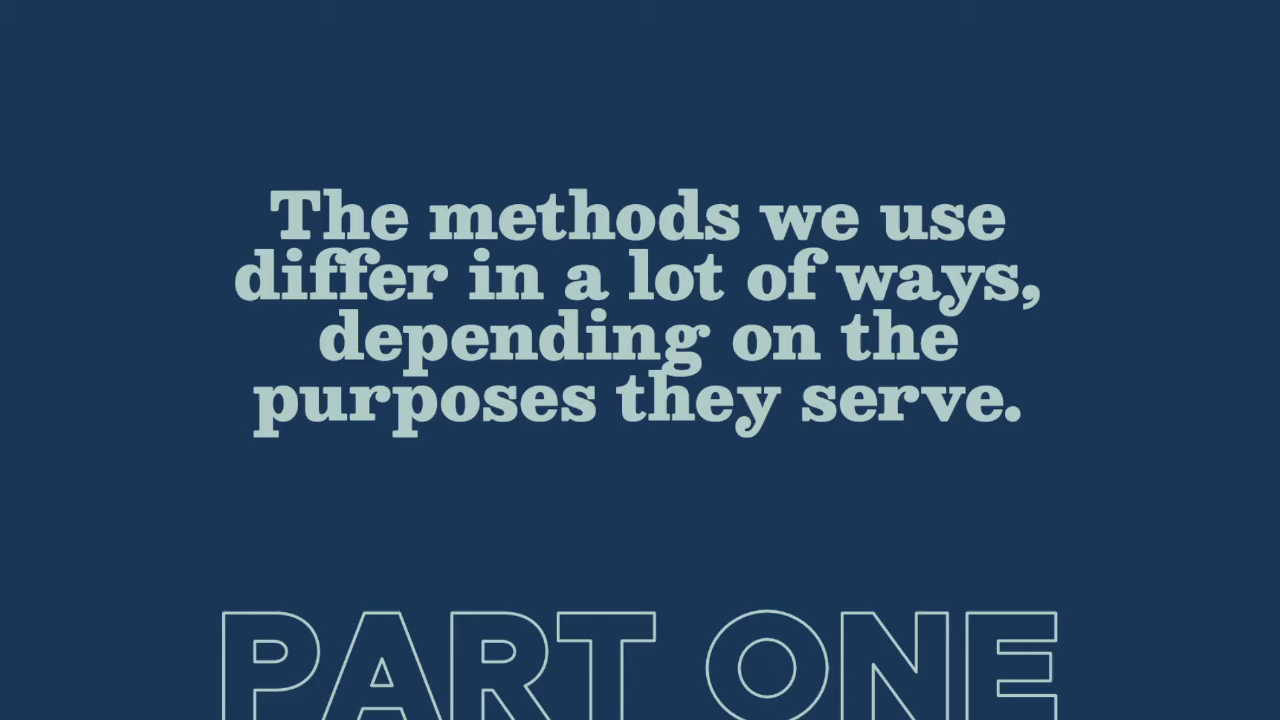 The methods we use
differ in a lot of ways,
depending on the
purposes they serve.
PART ONE